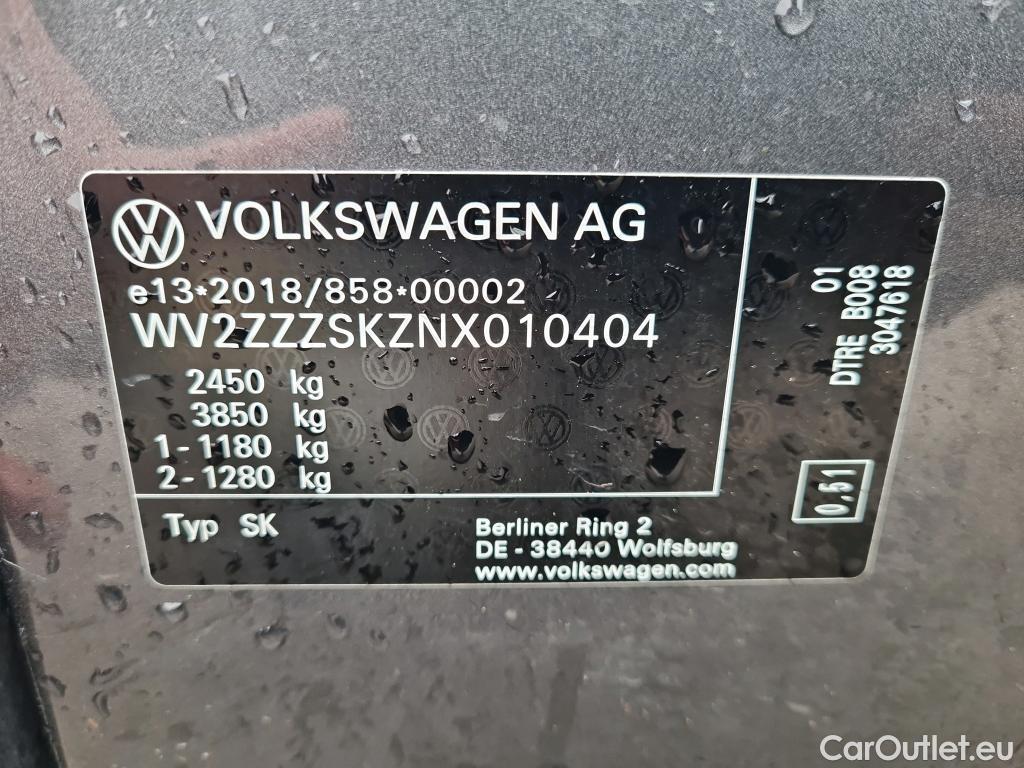 VOLKSWAGEN AG
e13*2018/858*00002
WV2ZZZSKZNX010404
2450 kg
3850 kg
1-1180 kg
2-1280 kg
Typ SK
Berliner Ring 2
DE - 38440 Wolfsburg
www.volkswagen.com
01
DTRE B008
3047618
0,51
CarOutlet.eu